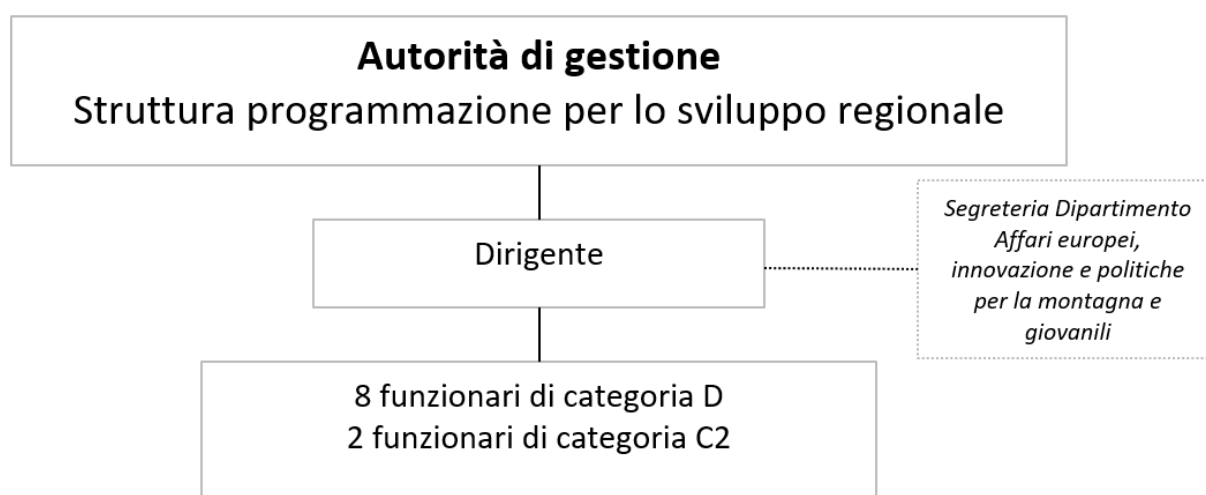 Autorità di gestione
Struttura programmazione per lo sviluppo regionale
Dirigente
Segreteria Dipartimento
Affari europei,
innovazione e politiche
per la montagna e
giovanili
8 funzionari di categoria D
2 funzionari di categoria C2